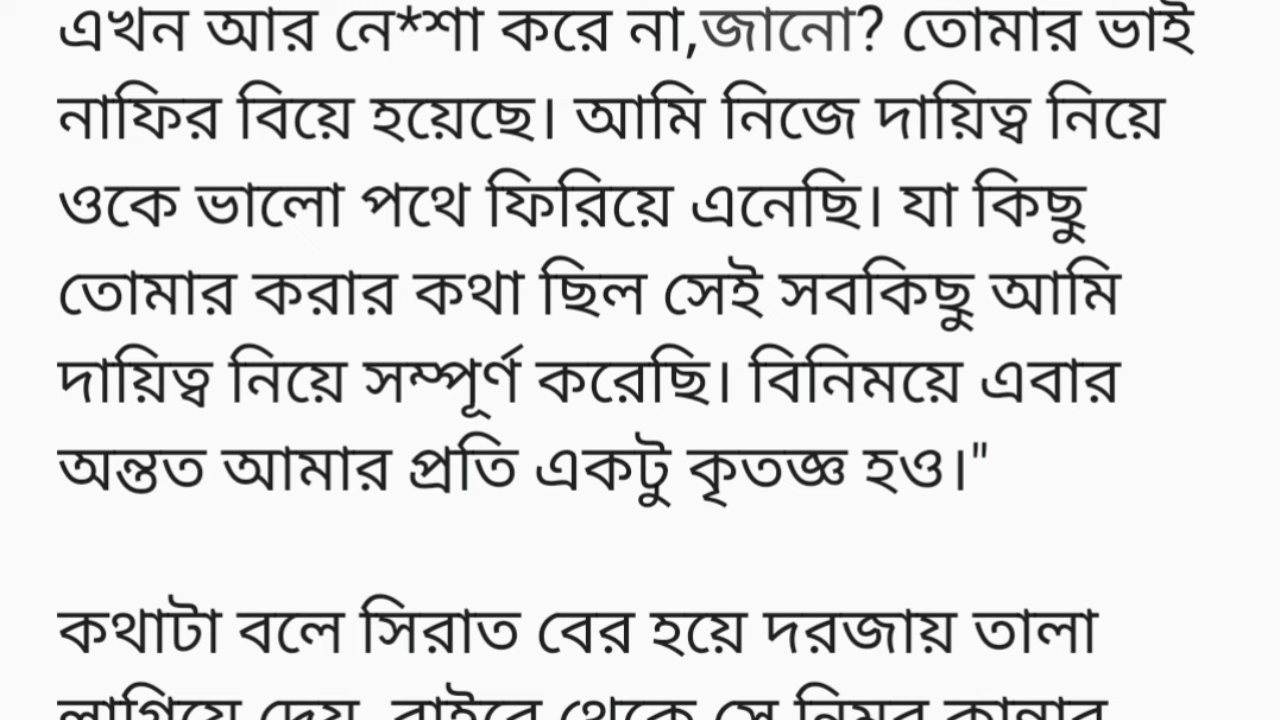 এখন আর নে*শা করে না,জানো? তোমার ভাই
নাফির বিয়ে হয়েছে। আমি নিজে দায়িত্ব নিয়ে
ওকে ভালো পথে ফিরিয়ে এনেছি। যা কিছু
তোমার করার কথা ছিল সেই সবকিছু আমি
দায়িত্ব নিয়ে সম্পূর্ণ করেছি। বিনিময়ে এবার
অন্তত আমার প্রতি একটু কৃতজ্ঞ হও।"
কথাটা বলে সিরাত বের হয়ে দরজায় তালা
লাগিয়ে দেয়. বাইরে থেকে সে নিমুর কান্নার